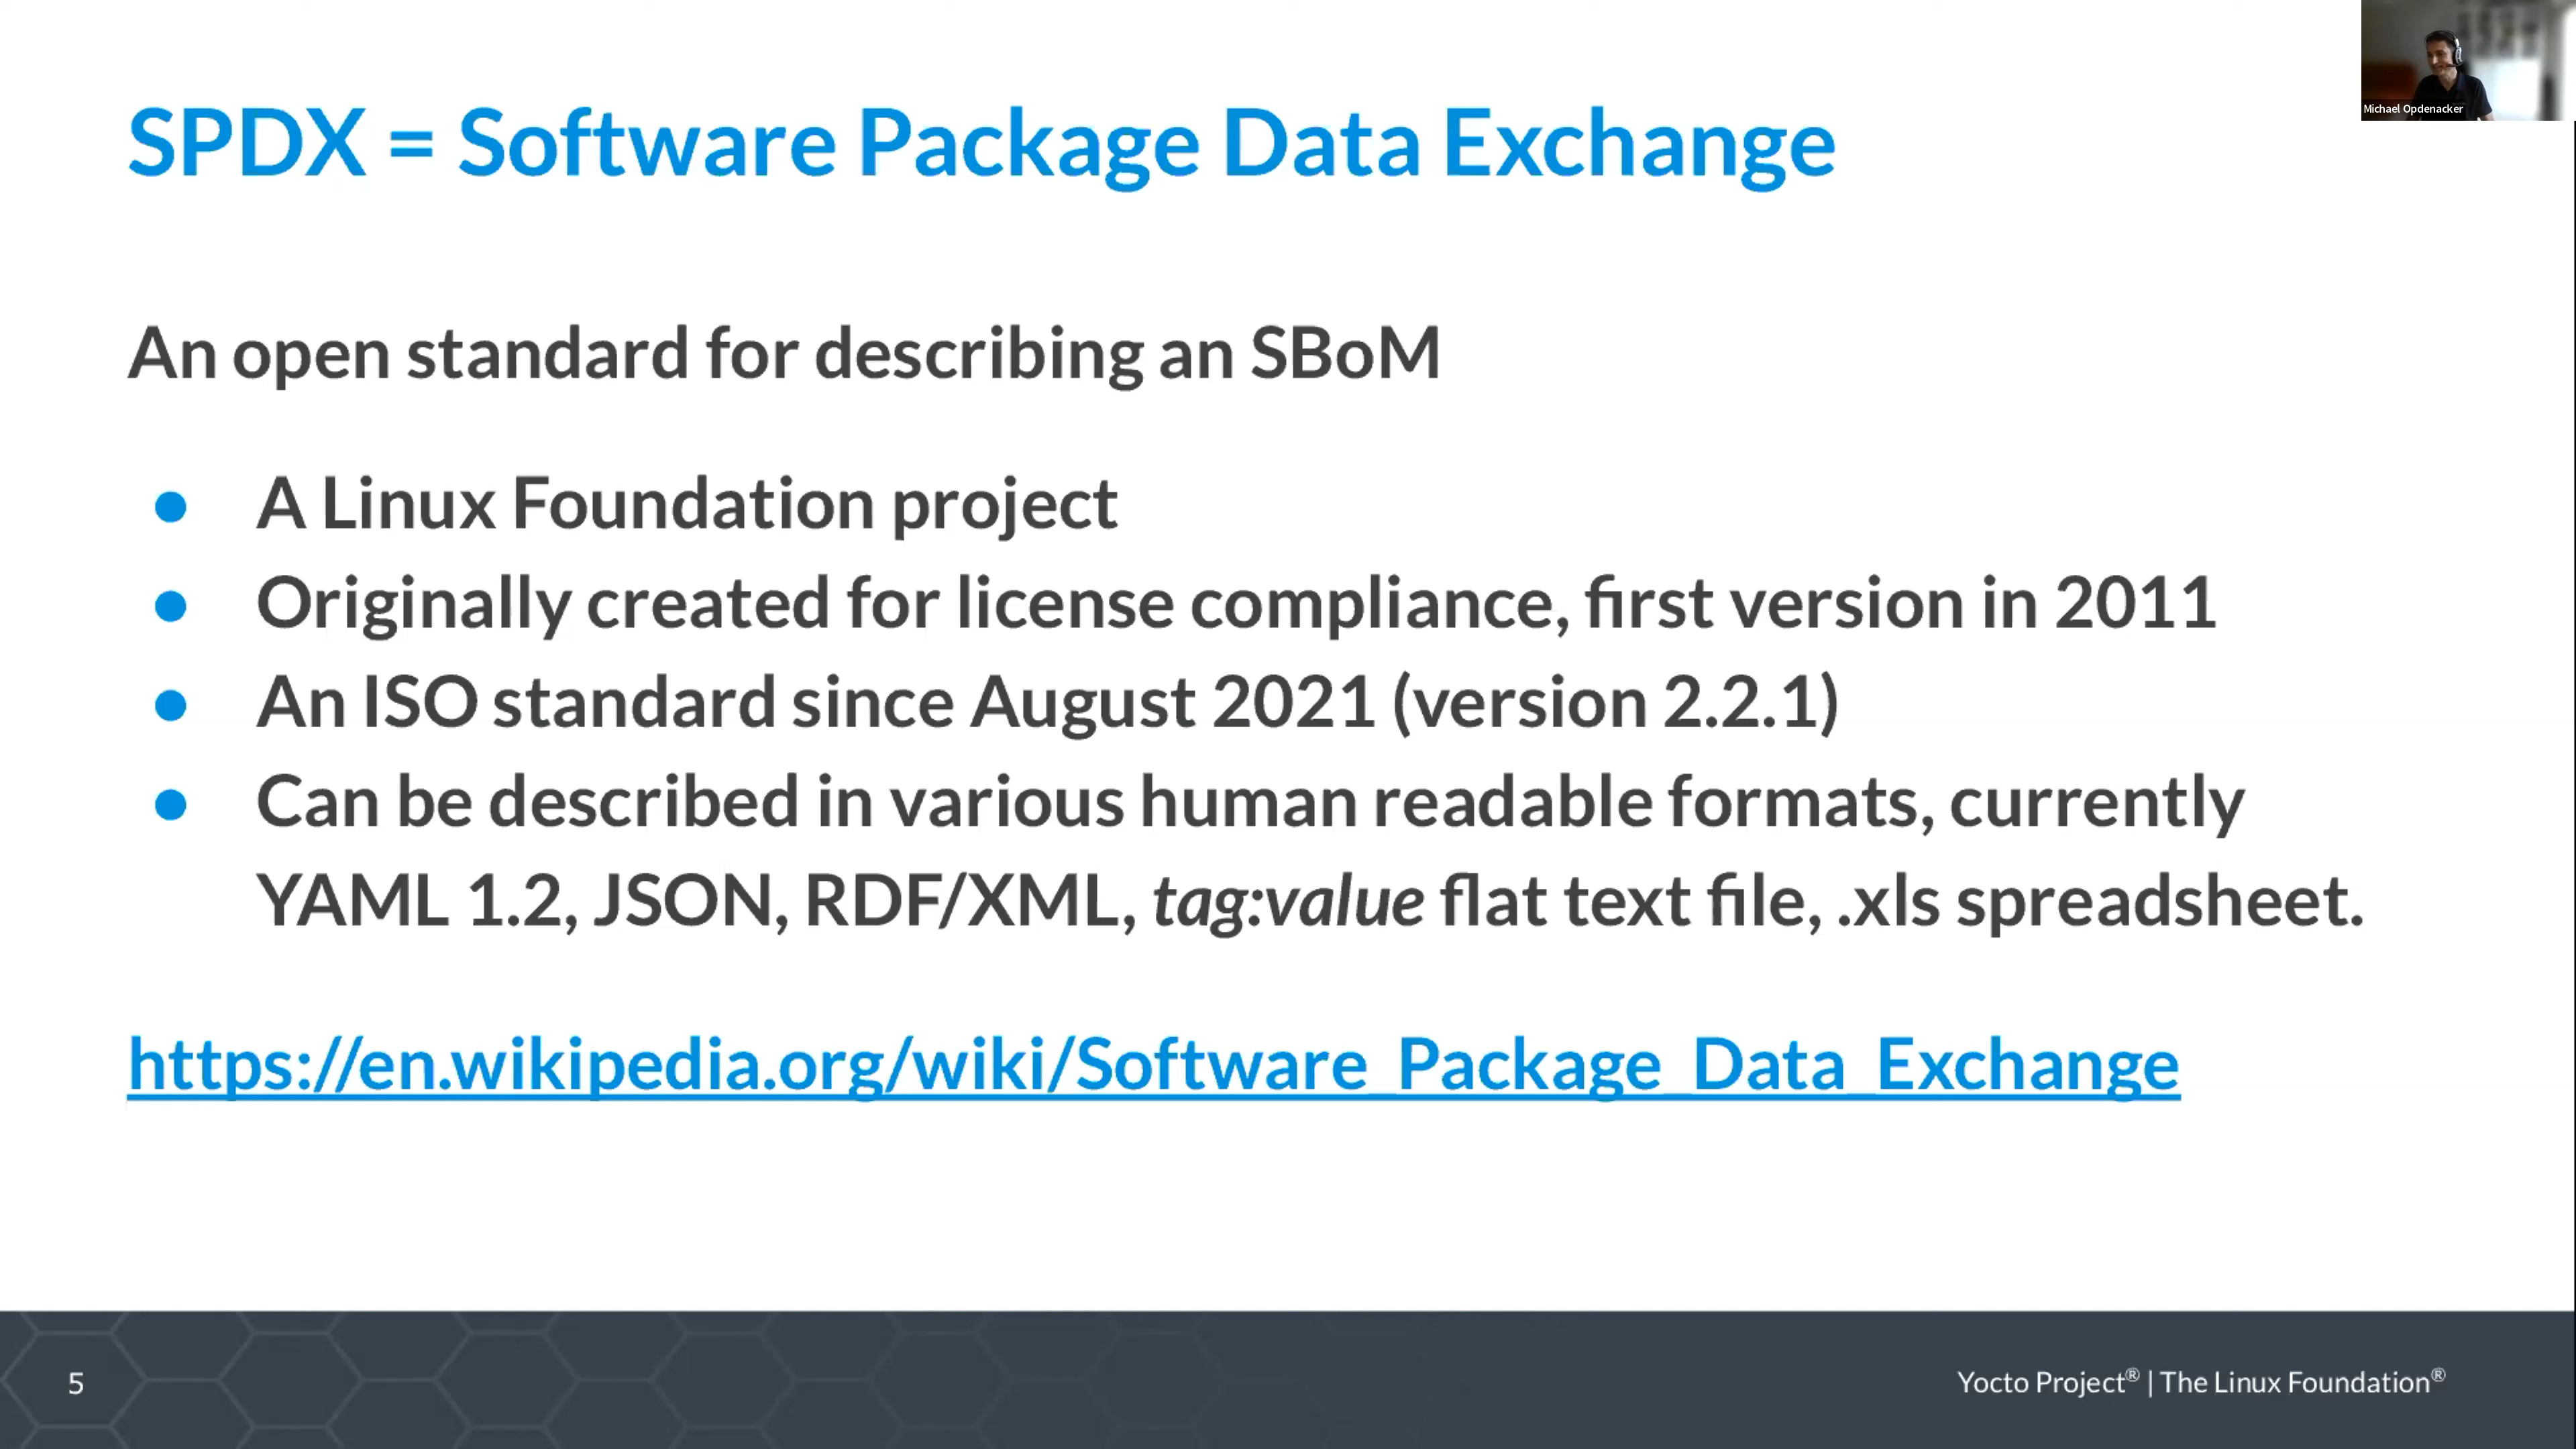 SPDX = Software Package Data Exchange
Michael Opdenacker
An open standard for describing an SBoM
● A Linux Foundation project
● Originally created for license compliance, first version in 2011
● An ISO standard since August 2021 (version 2.2.1)
● Can be described in various human readable formats, currently
YAML 1.2, JSON, RDF/XML, tag:value flat text file, .xls spreadsheet.
https://en.wikipedia.org/wiki/Software_Package_Data_Exchange
5
Yocto Project® | The Linux Foundation®